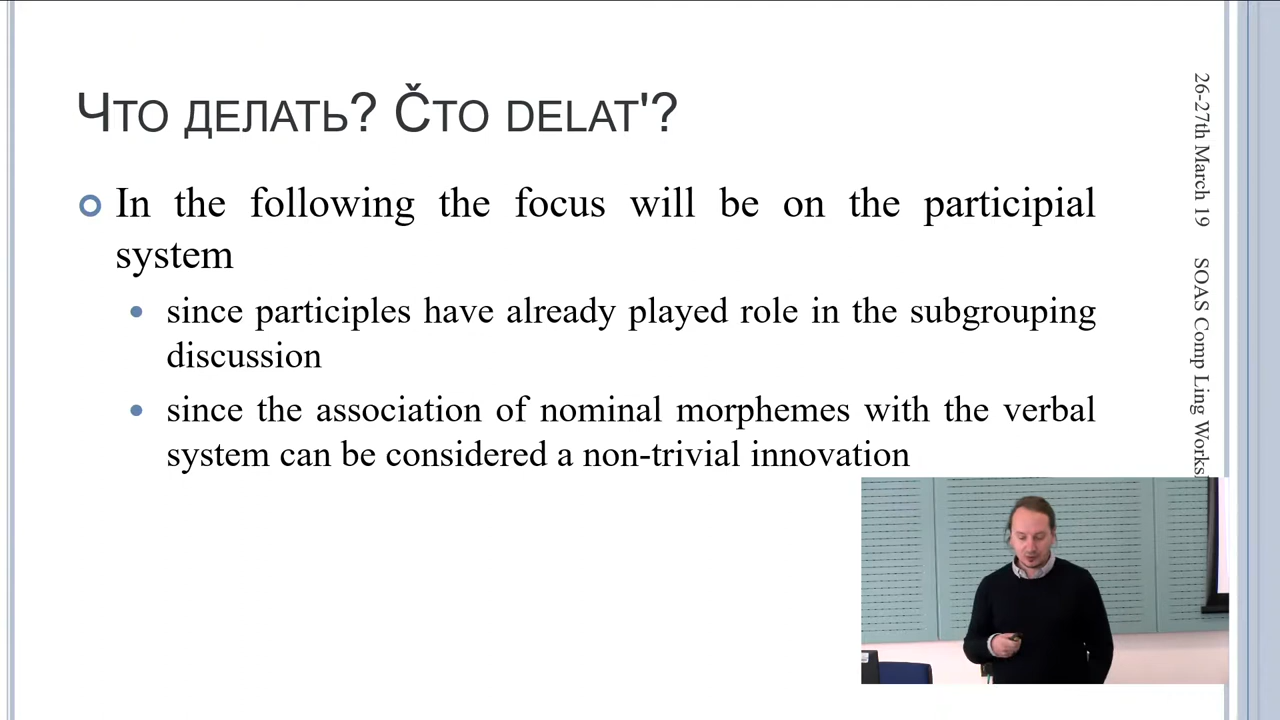 Что делать? Čto delat'?
In the following the focus will be on the participial
system
since participles have already played role in the subgrouping
discussion
since the association of nominal morphemes with the verbal
system can be considered a non-trivial innovation
26-27th March 19 SOAS Comp Ling